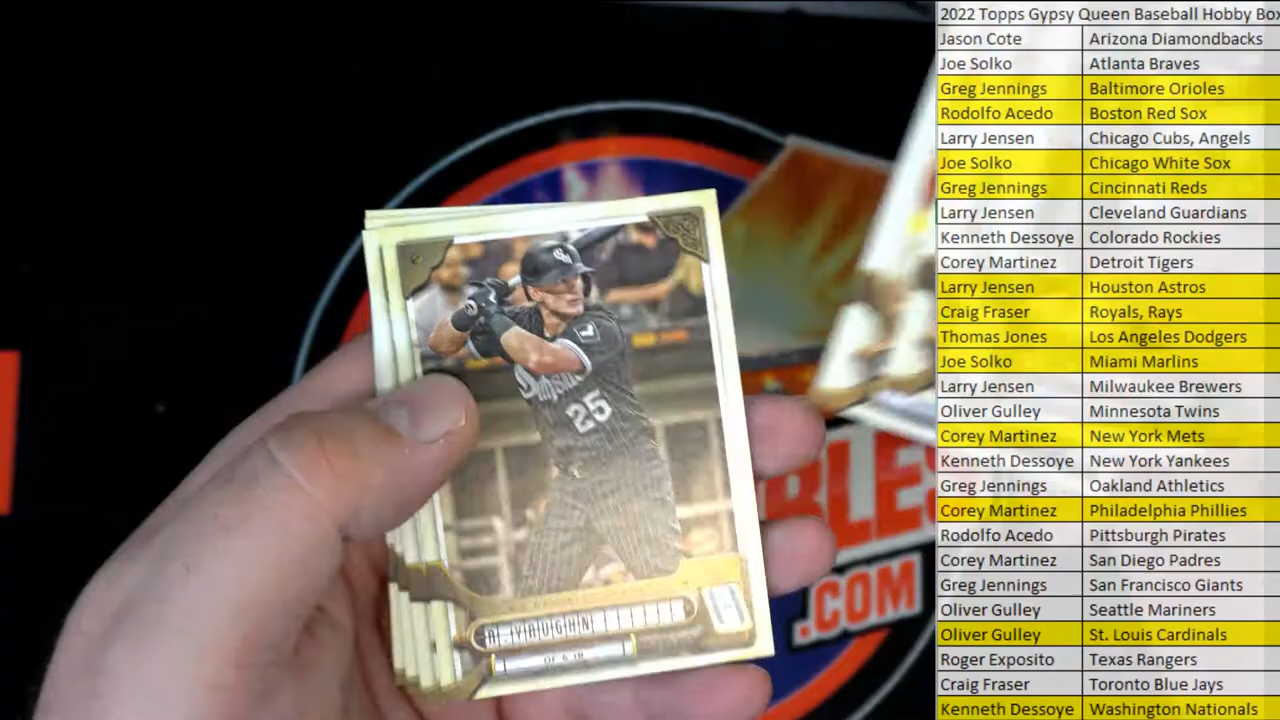 2022 Topps Gypsy Queen Baseball Hobby Box
Jason Cote Arizona Diamondbacks
Joe Solko Atlanta Braves
Greg Jennings Baltimore Orioles
Rodolfo Acedo Boston Red Sox
Larry Jensen Chicago Cubs, Angels
Joe Solko Chicago White Sox
Greg Jennings Cincinnati Reds
Larry Jensen Cleveland Guardians
Kenneth Dessoye Colorado Rockies
Corey Martinez Detroit Tigers
Larry Jensen Houston Astros
Craig Fraser Royals, Rays
Thomas Jones Los Angeles Dodgers
Joe Solko Miami Marlins
Larry Jensen Milwaukee Brewers
Oliver Gulley Minnesota Twins
Corey Martinez New York Mets
Kenneth Dessoye New York Yankees
Greg Jennings Oakland Athletics
Corey Martinez Philadelphia Phillies
Rodolfo Acedo Pittsburgh Pirates
Corey Martinez San Diego Padres
Greg Jennings San Francisco Giants
Oliver Gulley Seattle Mariners
Oliver Gulley St. Louis Cardinals
Roger Exposito Texas Rangers
Craig Fraser Toronto Blue Jays
Kenneth Dessoye Washington Nationals
25
A. VAUGHN
OF & 1B
BLES
.COM